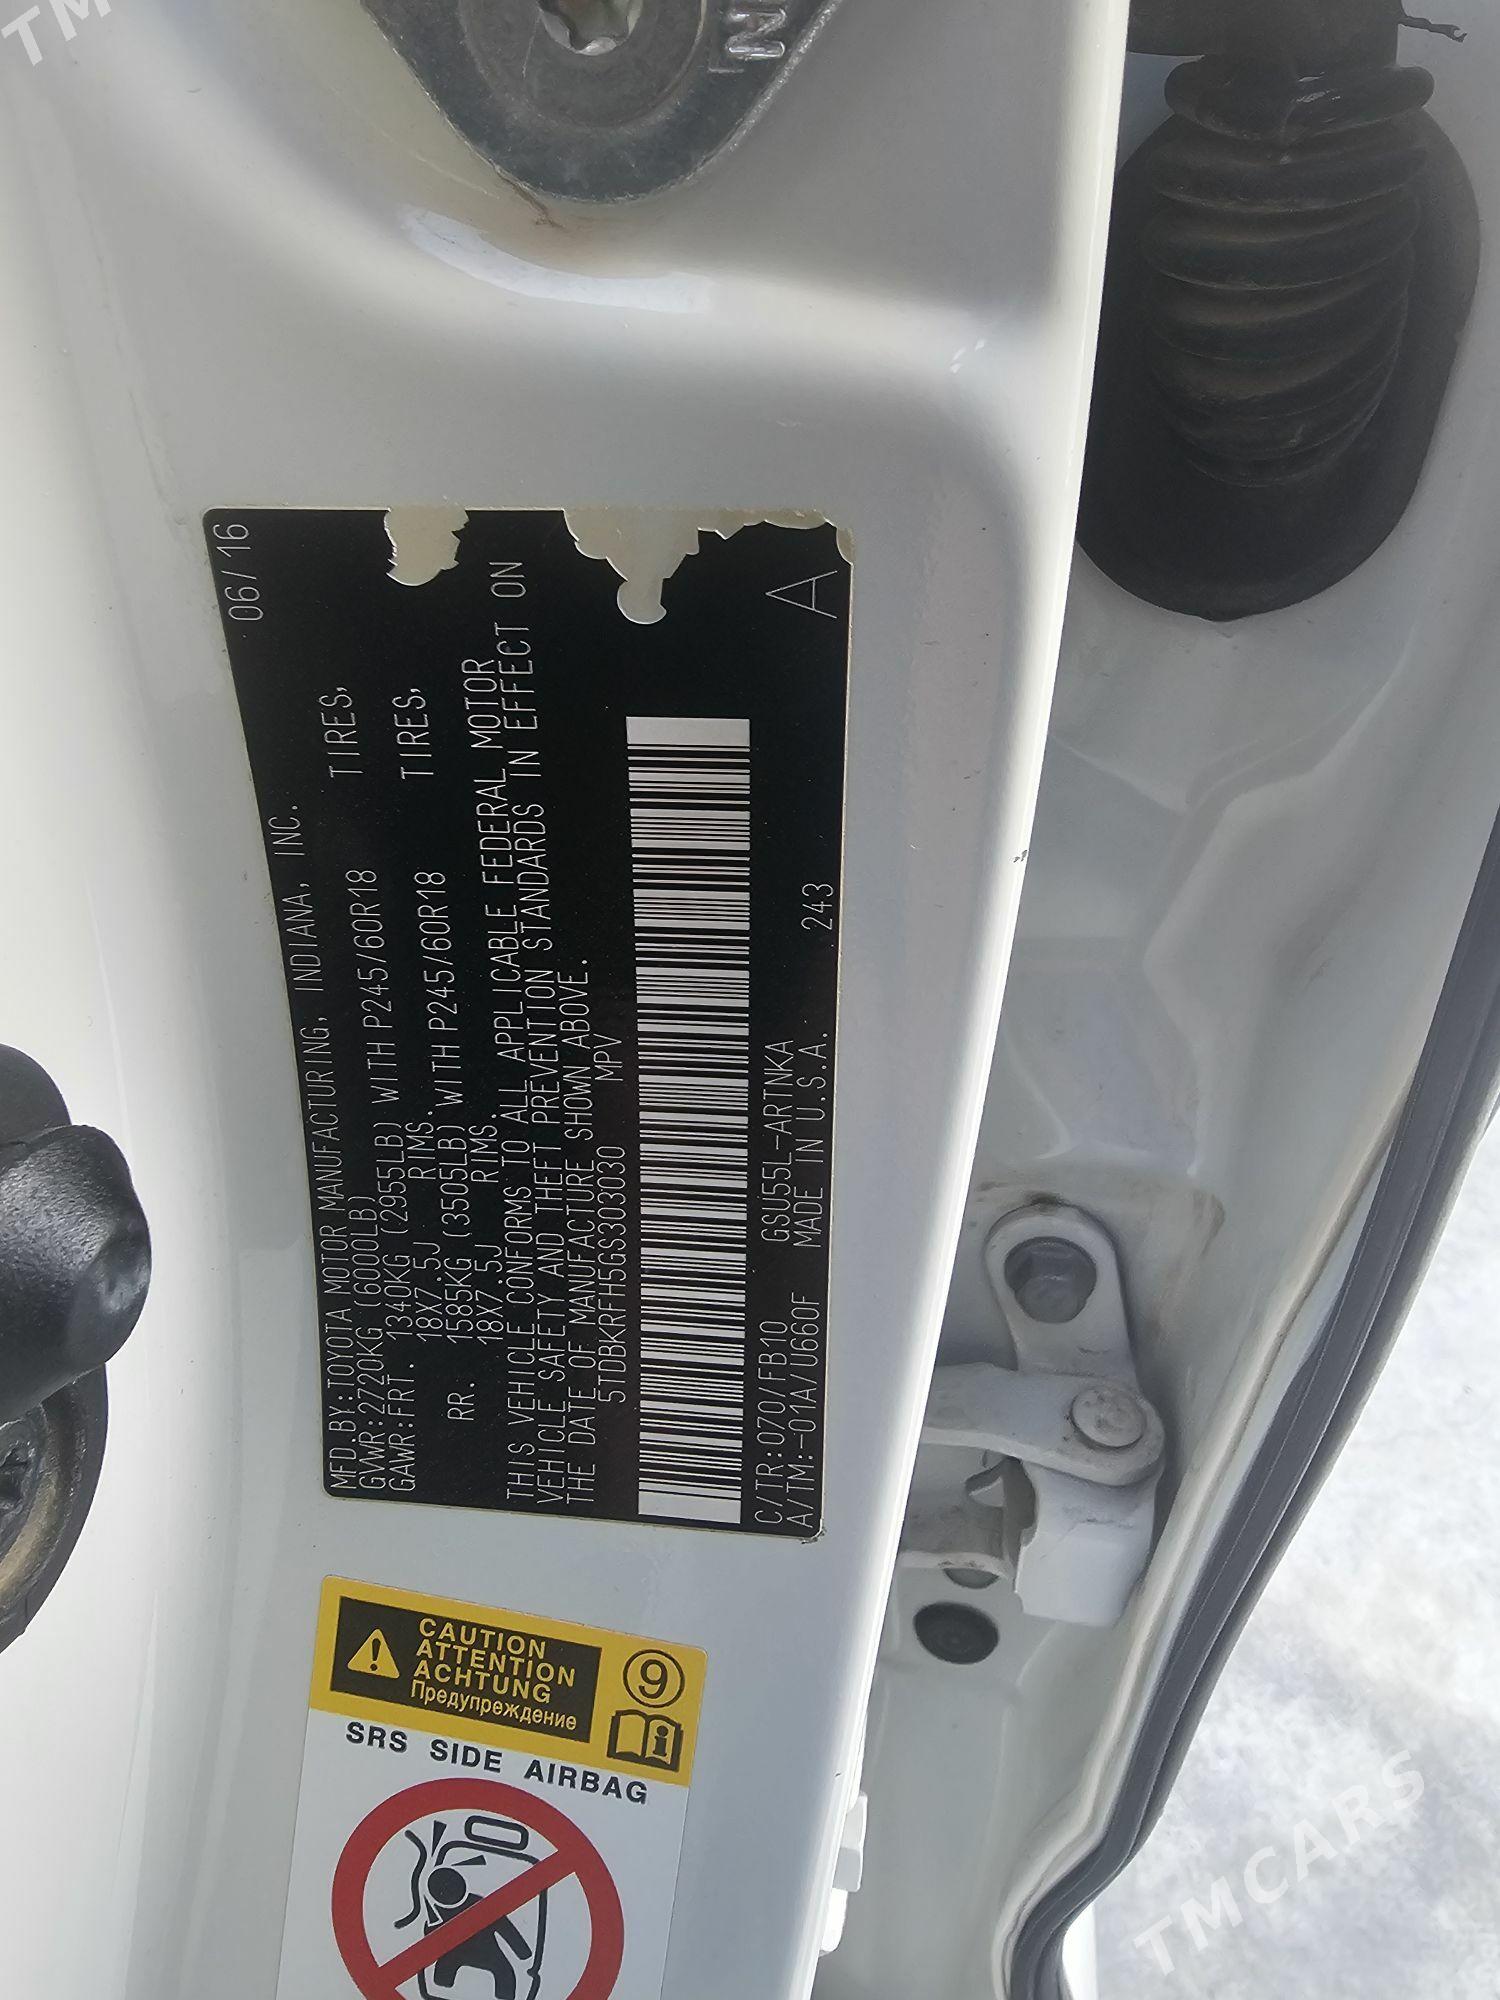 MFD.BY:TOYOTA MOTOR MANUFACTURING, INDIANA, INC. 06/16
GVWR:2720KG (6000LB)
GAWR:FRT. 1340KG (2955LB) WITH P245/60R18 TIRES,
18X7.5J RIMS.
RR. 1585KG (3505LB) WITH P245/60R18 TIRES,
18X7.5J RIMS.
THIS VEHICLE CONFORMS TO ALL APPLICABLE FEDERAL MOTOR
VEHICLE SAFETY AND THEFT PREVENTION STANDARDS IN EFFECT ON
THE DATE OF MANUFACTURE SHOWN ABOVE.
5TDBKRFH5GS303030 MPV
C/TR:070/FB10 GSU55L-ARTNKA
A/TM:-01A/U660F MADE IN U.S.A. 243 A
CAUTION
ATTENTION
ACHTUNG
Предупреждение
9
i
SRS SIDE AIRBAG
TMCARS
TM